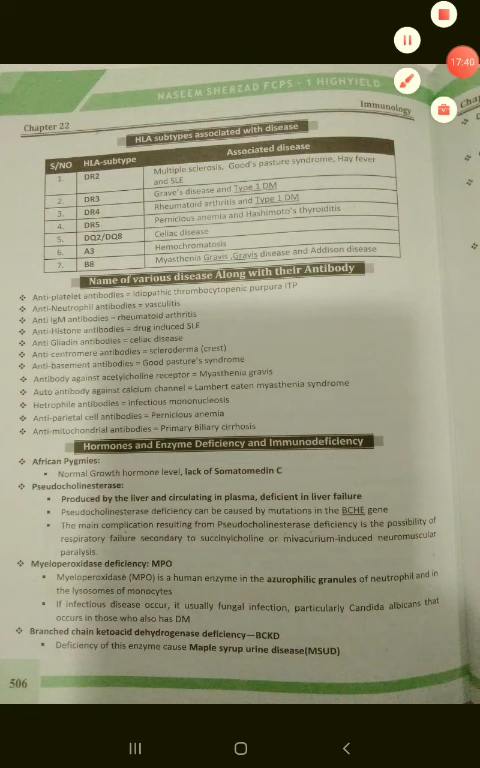 17:40
NASEEM SHERZAD FCPS - 1 HIGHYIELD
Chapter 22
Immunology
HLA subtypes associated with disease
S/NO HLA-subtype Associated disease
1. DR2 Multiple sclerosis, Good's pasture syndrome, Hay fever
and SLE
2. DR3 Grave's disease and Type 1 DM
3. DR4 Rheumatoid arthritis and Type 1 DM
4. DR5 Pernicious anemia and Hashimoto's thyroiditis
5. DQ2/DQ8 Celiac disease
6. A3 Hemochromatosis
7. B8 Myasthenia Gravis ,Gravis disease and Addison disease
Name of various disease Along with their Antibody
❖ Anti-platelet antibodies = idiopathic thrombocytopenic purpura ITP
❖ Anti-Neutrophil antibodies = vasculitis
❖ Anti IgM antibodies = rheumatoid arthritis
❖ Anti-Histone antibodies = drug induced SLE
❖ Anti Gliadin antibodies = celiac disease
❖ Anti-centromere antibodies = scleroderma (crest)
❖ Anti-basement antibodies = Good pasture's syndrome
❖ Antibody against acetylcholine receptor = Myasthenia gravis
❖ Auto antibody against calcium channel = Lambert eaten myasthenia syndrome
❖ Hetrophile antibodies = infectious mononucleosis
❖ Anti-parietal cell antibodies = Pernicious anemia
❖ Anti-mitochondrial antibodies = Primary Biliary cirrhosis
Hormones and Enzyme Deficiency and Immunodeficiency
❖ African Pygmies:
▪ Normal Growth hormone level, lack of Somatomedin C
❖ Pseudocholinesterase:
▪ Produced by the liver and circulating in plasma, deficient in liver failure
▪ Pseudocholinesterase deficiency can be caused by mutations in the BCHE gene
▪ The main complication resulting from Pseudocholinesterase deficiency is the possibility of
respiratory failure secondary to succinylcholine or mivacurium-induced neuromuscular
paralysis.
❖ Myeloperoxidase deficiency: MPO
▪ Myeloperoxidase (MPO) is a human enzyme in the azurophilic granules of neutrophil and in
the lysosomes of monocytes
▪ If infectious disease occur, it usually fungal infection, particularly Candida albicans that
occurs in those who also has DM
❖ Branched chain ketoacid dehydrogenase deficiency—BCKD
▪ Deficiency of this enzyme cause Maple syrup urine disease(MSUD)
506